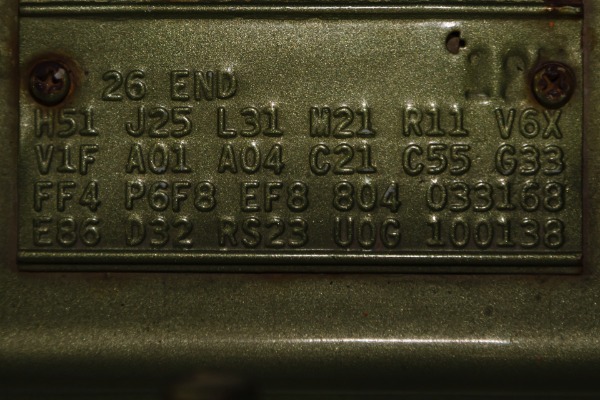 26 END
H51 J25 L31 M21 R11 V6X
V1F A01 A04 C21 C55 G33
FF4 P6F8 EF8 804 033168
E86 D32 RS23 U0G 100138